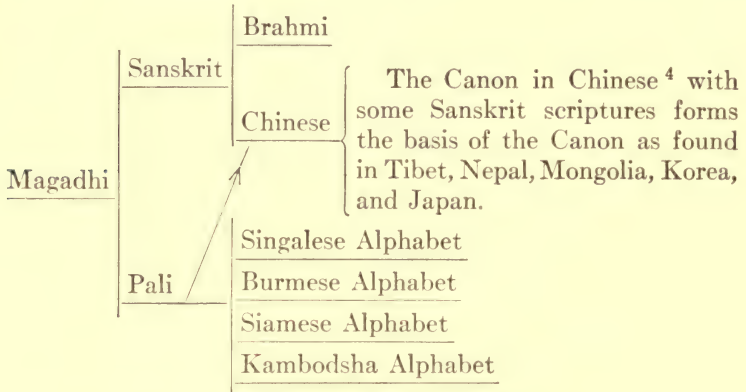 Brahmi
Sanskrit
The Canon in Chinese 4 with
some Sanskrit scriptures forms
Chinese
the basis of the Canon as found
in Tibet, Nepal, Mongolia, Korea,
Magadhi
and Japan.
Singalese Alphabet
Pali
Burmese Alphabet
Siamese Alphabet
Kambodsha Alphabet